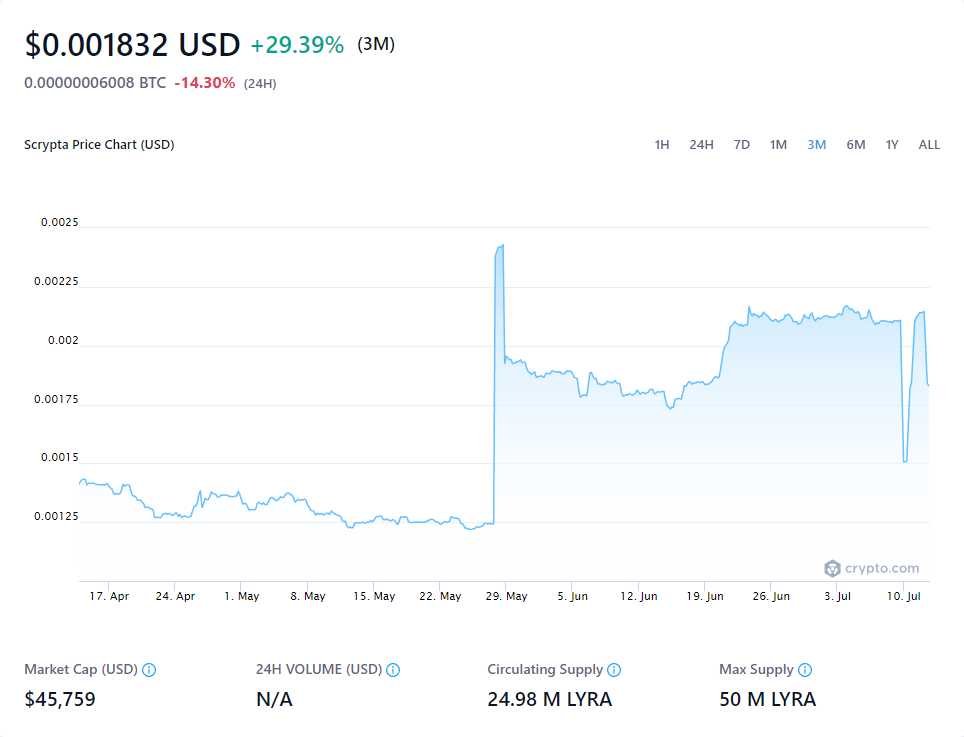 $0.001832 USD +29.39% (3M)
0.00000006008 BTC -14.30% (24H)
Scrypta Price Chart (USD) 1H 24H 7D 1M 3M 6M 1Y ALL
0.0025
0.00225
0.002
0.00175
0.0015
0.00125
crypto.com
17. Apr 24. Apr 1. May 8. May 15. May 22. May 29. May 5. Jun 12. Jun 19. Jun 26. Jun 3. Jul 10. Jul
Market Cap (USD) 24H VOLUME (USD) Circulating Supply Max Supply
$45,759 N/A 24.98 M LYRA 50 M LYRA